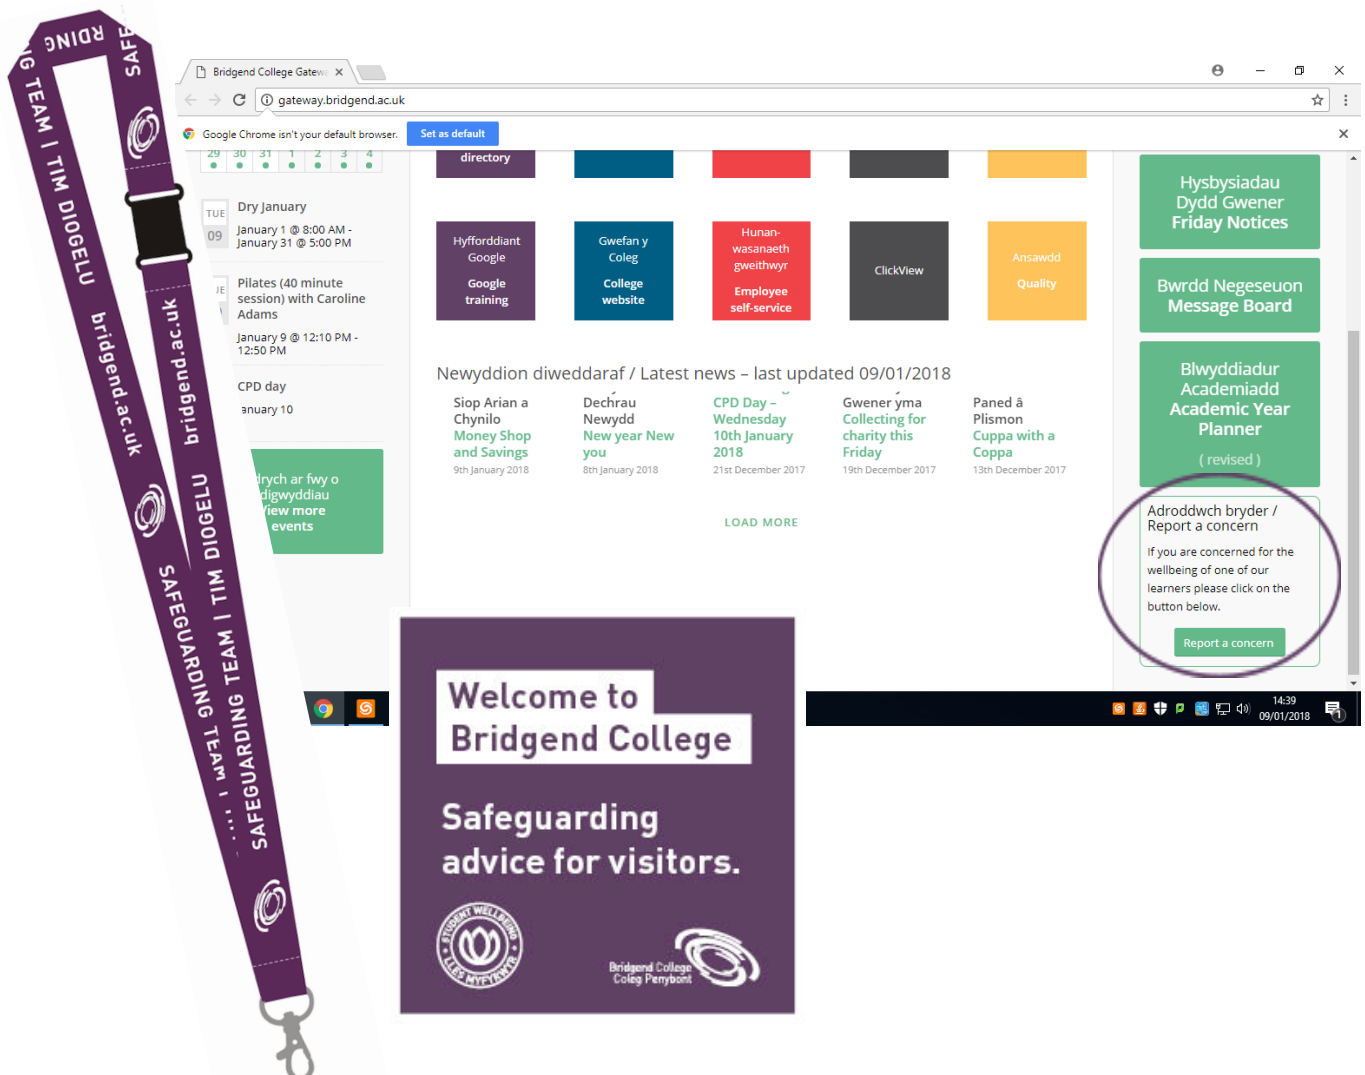 SAFEGUARDING TEAM | TIM DIOGELU
bridgend.ac.uk
SAFEGUARDING TEAM
bridgend.ac.uk
SAFEGUARDING TEAM | TIM DIOGELU
Bridgend College Gatew
gateway.bridgend.ac.uk
Google Chrome isn't your default browser.
Set as default
29 30 31 1 2 3 4
TUE
09
Dry January
January 1 @ 8:00 AM -
January 31 @ 5:00 PM
Pilates (40 minute
session) with Caroline
Adams
January 9 @ 12:10 PM -
12:50 PM
CPD day
anuary 10
drych ar fwy o
digwyddiau
View more
events
directory
Hyfforddiant
Google
Google
training
Gwefan y
Coleg
College
website
Hunan-
wasanaeth
gweithwyr
Employee
self-service
ClickView
Ansawdd
Quality
Newyddion diweddaraf / Latest news – last updated 09/01/2018
Siop Arian a
Chynilo
Money Shop
and Savings
9th January 2018
Dechrau
Newydd
New year New
you
8th January 2018
CPD Day –
Wednesday
10th January
2018
21st December 2017
Gwener yma
Collecting for
charity this
Friday
19th December 2017
Paned â
Plismon
Cuppa with a
Coppa
13th December 2017
LOAD MORE
Hysbysiadau
Dydd Gwener
Friday Notices
Bwrdd Negeseuon
Message Board
Blwyddiadur
Academiadd
Academic Year
Planner
( revised )
Adroddwch bryder /
Report a concern
If you are concerned for the
wellbeing of one of our
learners please click on the
button below.
Report a concern
14:39
09/01/2018
Welcome to
Bridgend College
Safeguarding
advice for visitors.
STUDENT WELLBEING
LLES MYFYRWYR
Bridgend College
Coleg Penybont